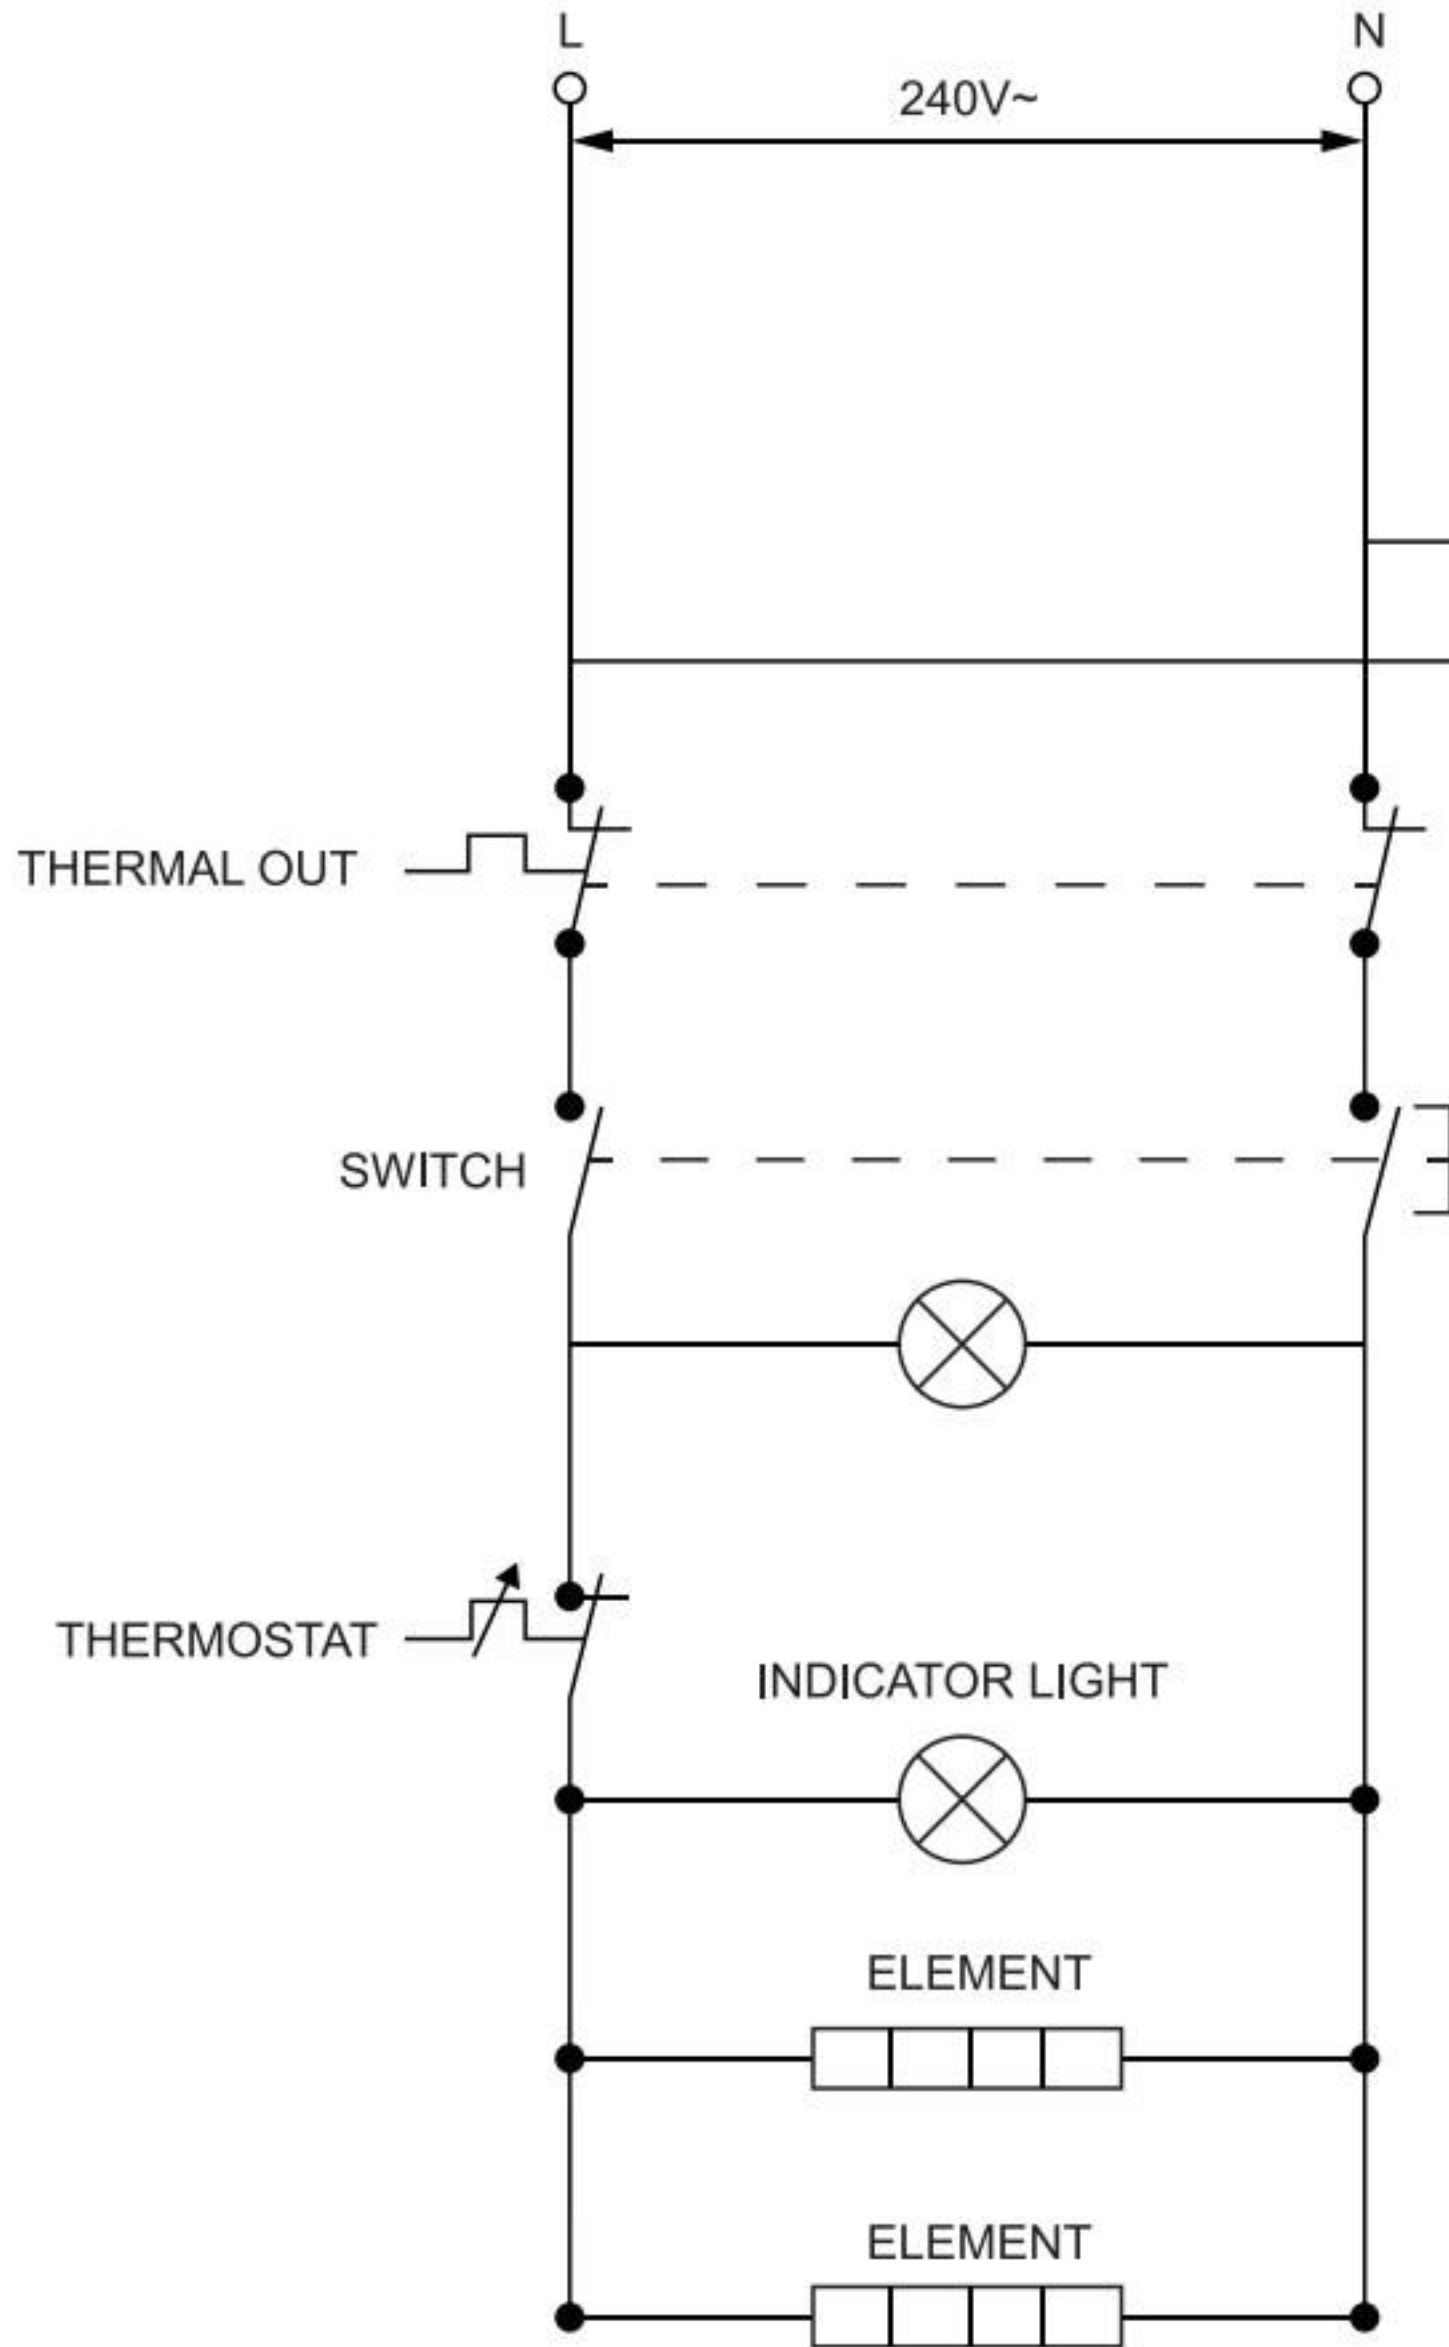 L
N
240V~
THERMAL OUT
SWITCH
THERMOSTAT
INDICATOR LIGHT
ELEMENT
ELEMENT